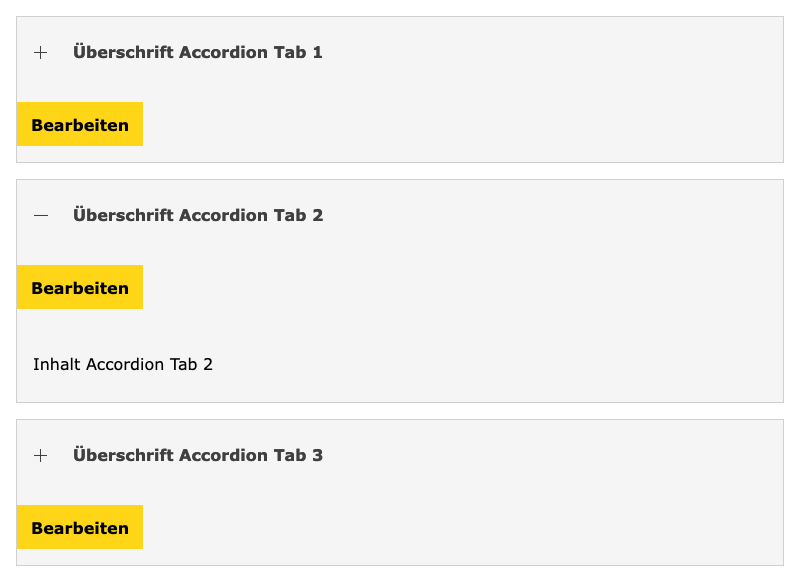 Überschrift Accordion Tab 1
Bearbeiten
Überschrift Accordion Tab 2
Bearbeiten
Inhalt Accordion Tab 2
Überschrift Accordion Tab 3
Bearbeiten